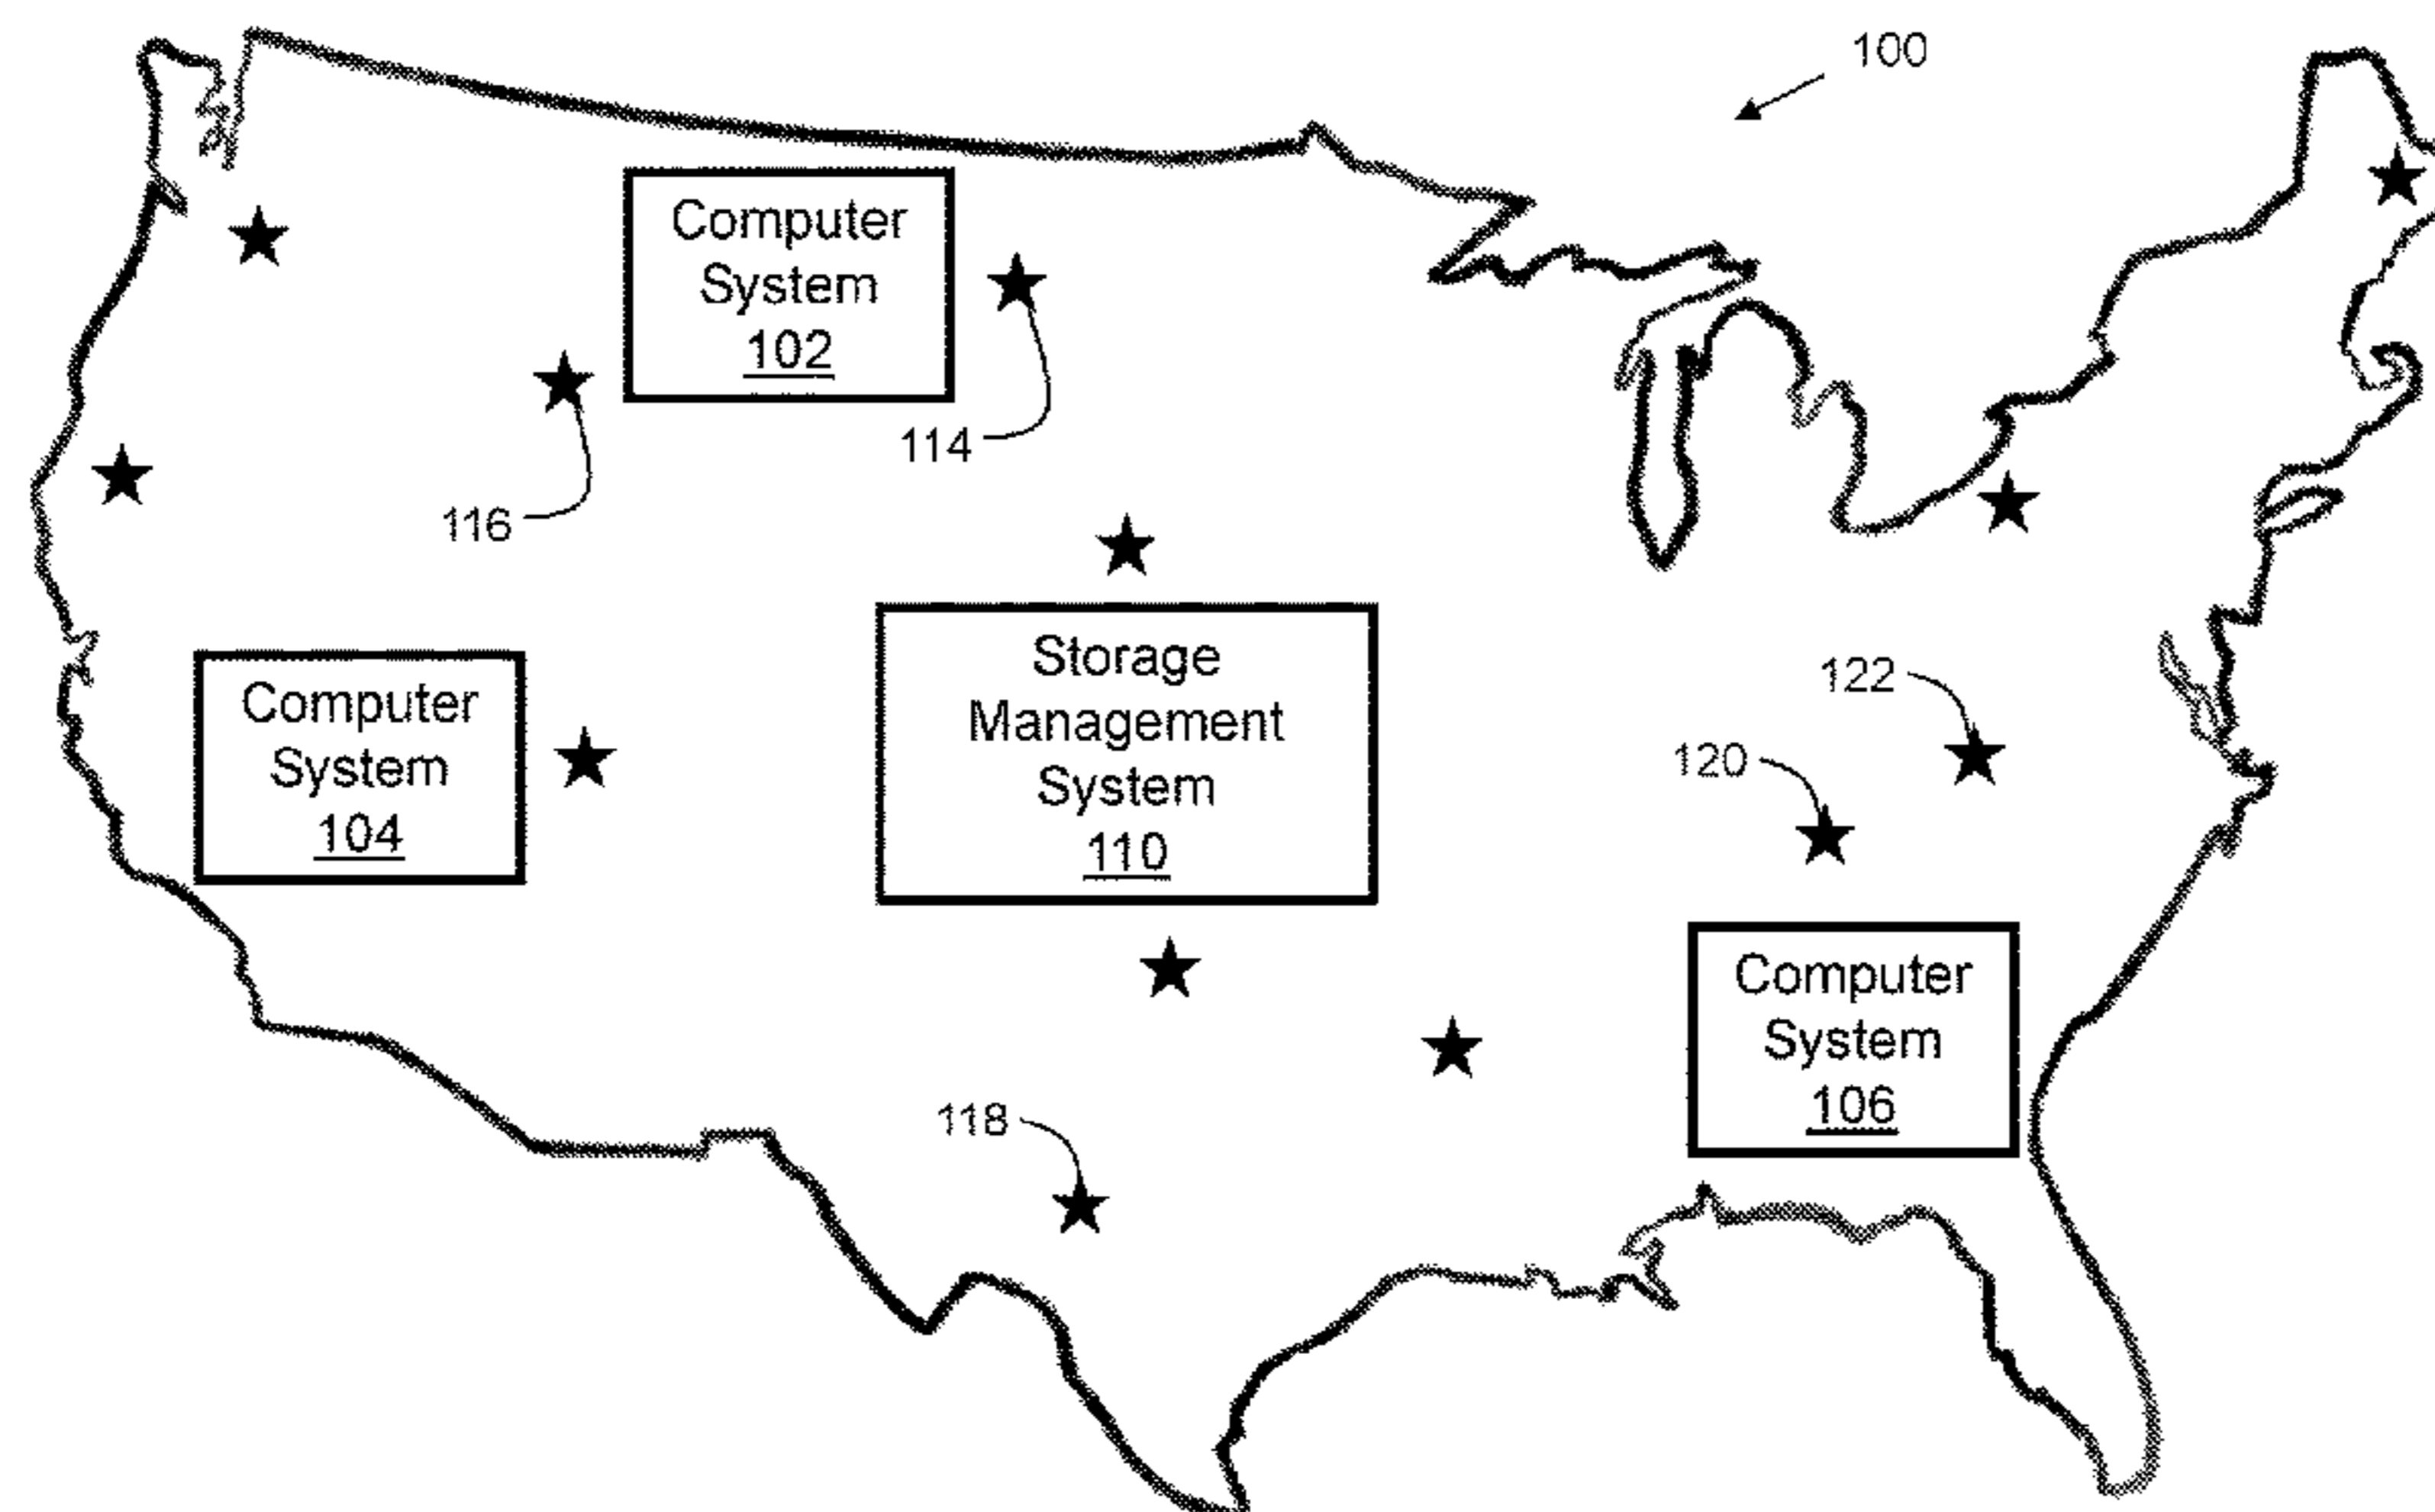 100
Computer
System
102
114
116
Storage
Management
System
110
Computer
System
104
122
120
Computer
System
106
118